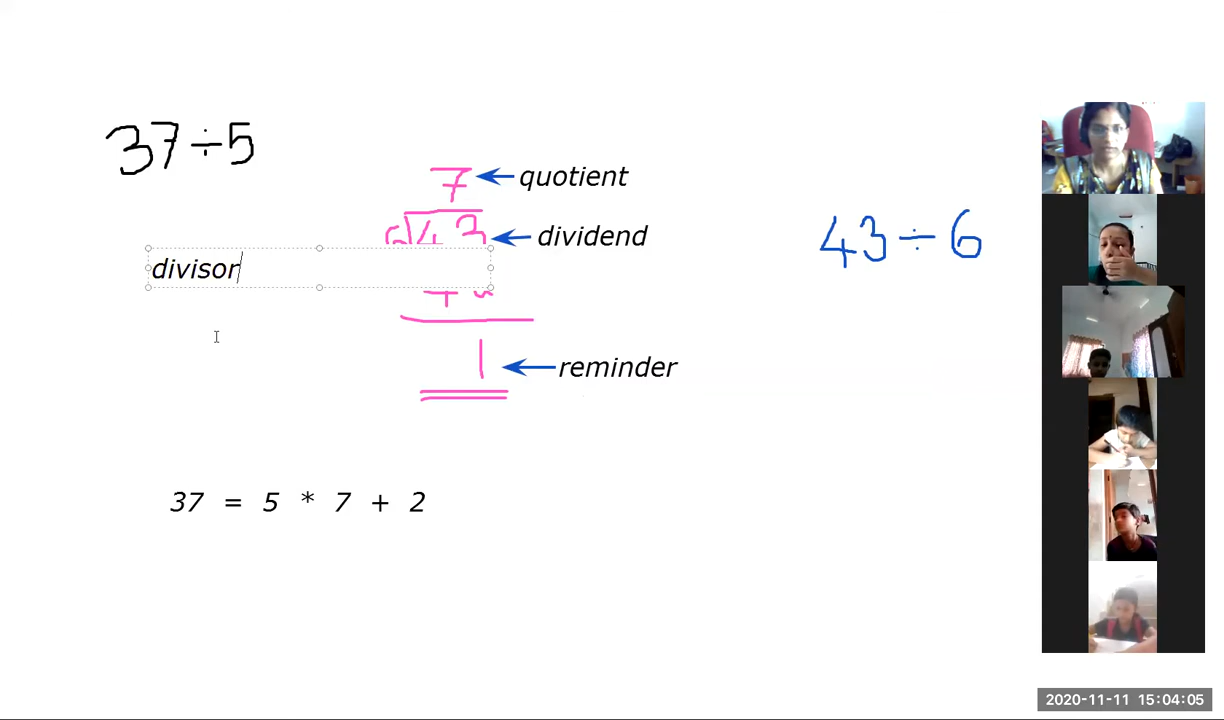 37÷5
7 quotient
6 43 dividend
divisor
1 reminder
37 = 5 * 7 + 2
43 ÷ 6
2020-11-11 15:04:05